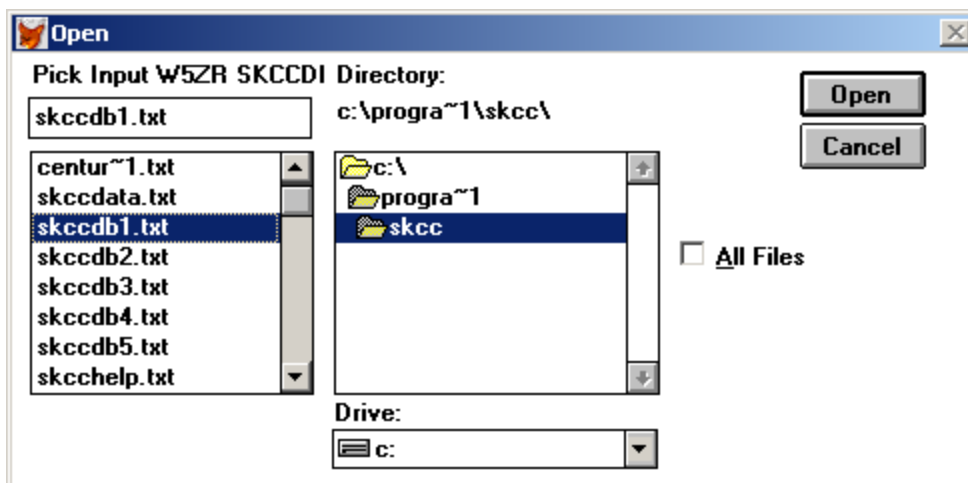 Open
Pick Input W5ZR SKCCDI Directory:
skccdb1.txt
c:\progra~1\skcc\
Open
Cancel
centur~1.txt
skccdata.txt
skccdb1.txt
skccdb2.txt
skccdb3.txt
skccdb4.txt
skccdb5.txt
skcchelp.txt
c:\
progra~1
skcc
All Files
Drive:
c: